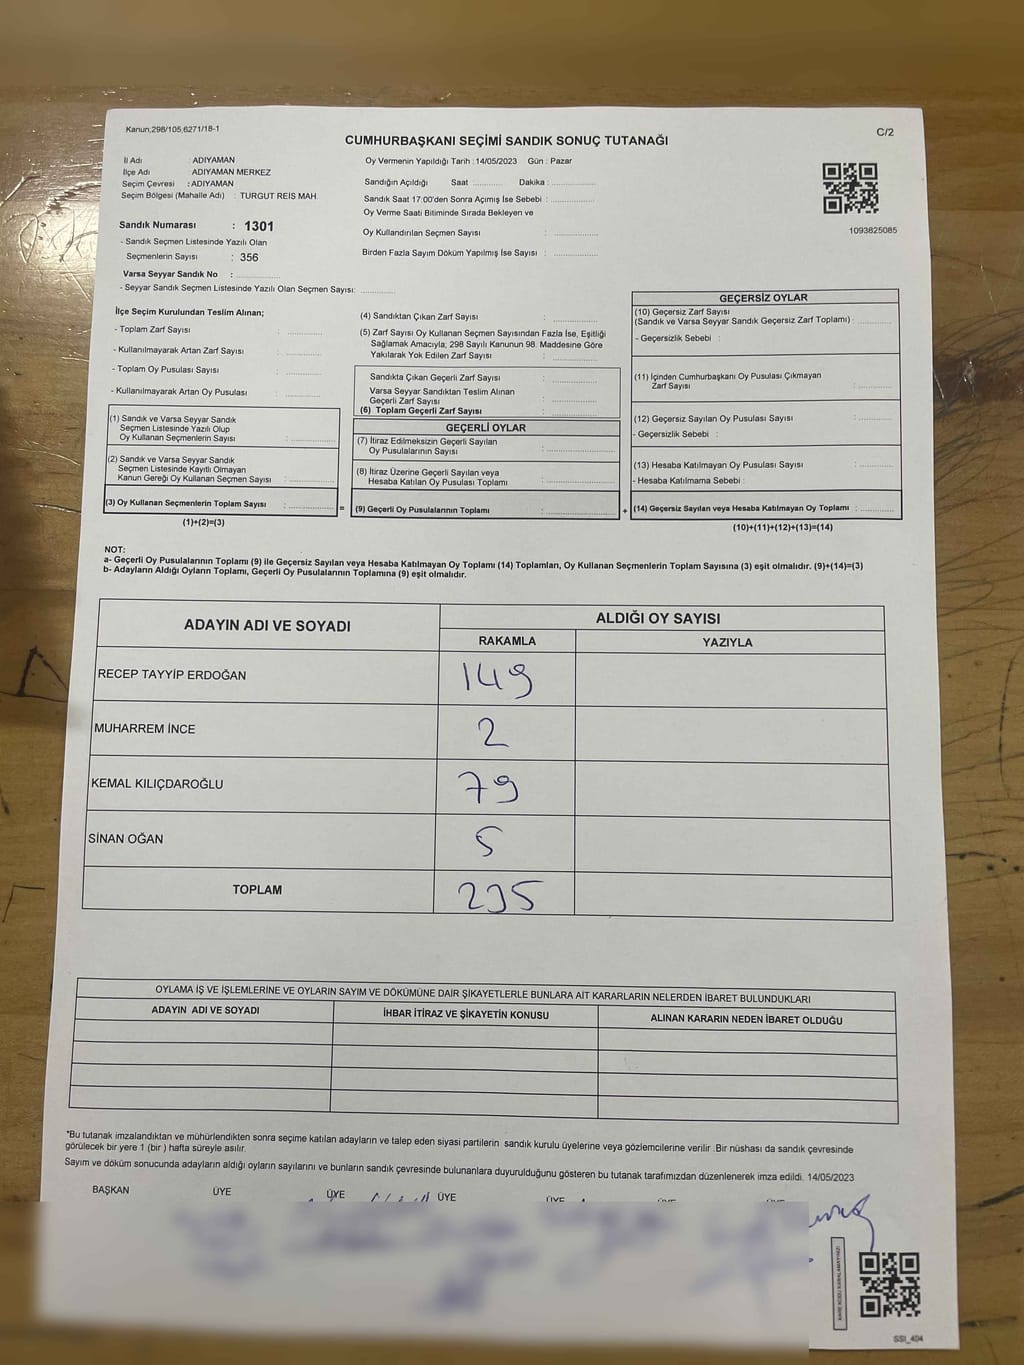 Kanun;298/105,6271/18-1
C/2
CUMHURBAŞKANI SEÇİMİ SANDIK SONUÇ TUTANAĞI
İl Adı : ADIYAMAN
İlçe Adı : ADIYAMAN MERKEZ
Seçim Çevresi : ADIYAMAN
Seçim Bölgesi (Mahalle Adı) : TURGUT REİS MAH.
Sandık Numarası : 1301
- Sandık Seçmen Listesinde Yazılı Olan
Seçmenlerin Sayısı : 356
Varsa Seyyar Sandık No : ..............
- Seyyar Sandık Seçmen Listesinde Yazılı Olan Seçmen Sayısı: ..............
Oy Vermenin Yapıldığı Tarih : 14/05/2023 Gün : Pazar
Sandığın Açıldığı Saat .............. Dakika : ..............
Sandık Saat 17:00'den Sonra Açımış İse Sebebi : ..............
Oy Verme Saati Bitiminde Sırada Bekleyen ve
Oy Kullandırılan Seçmen Sayısı : ..............
Birden Fazla Sayım Döküm Yapılmış İse Sayısı : ..............
1093825085
İlçe Seçim Kurulundan Teslim Alınan;
- Toplam Zarf Sayısı : ..............
- Kullanılmayarak Artan Zarf Sayısı : ..............
- Toplam Oy Pusulası Sayısı : ..............
- Kullanılmayarak Artan Oy Pusulası : ..............
(1) Sandık ve Varsa Seyyar Sandık
Seçmen Listesinde Yazılı Olup
Oy Kullanan Seçmenlerin Sayısı : ..............
(2) Sandık ve Varsa Seyyar Sandık
Seçmen Listesinde Kayıtlı Olmayan
Kanun Gereği Oy Kullanan Seçmen Sayısı : ..............
(3) Oy Kullanan Seçmenlerin Toplam Sayısı : ..............
(1)+(2)=(3)
(4) Sandıktan Çıkan Zarf Sayısı : ..............
(5) Zarf Sayısı Oy Kullanan Seçmen Sayısından Fazla İse, Eşitliği
Sağlamak Amacıyla; 298 Sayılı Kanunun 98. Maddesine Göre
Yakılarak Yok Edilen Zarf Sayısı : ..............
Sandıkta Çıkan Geçerli Zarf Sayısı : ..............
Varsa Seyyar Sandıktan Teslim Alınan
Geçerli Zarf Sayısı : ..............
(6) Toplam Geçerli Zarf Sayısı : ..............
GEÇERLİ OYLAR
(7) İtiraz Edilmeksizin Geçerli Sayılan
Oy Pusulalarının Sayısı : ..............
(8) İtiraz Üzerine Geçerli Sayılan veya
Hesaba Katılan Oy Pusulası Toplamı : ..............
= (9) Geçerli Oy Pusulalarının Toplamı : ..............
GEÇERSİZ OYLAR
(10) Geçersiz Zarf Sayısı
(Sandık ve Varsa Seyyar Sandık Geçersiz Zarf Toplamı) : ..............
- Geçersizlik Sebebi :
(11) İçinden Cumhurbaşkanı Oy Pusulası Çıkmayan
Zarf Sayısı : ..............
(12) Geçersiz Sayılan Oy Pusulası Sayısı : ..............
- Geçersizlik Sebebi :
(13) Hesaba Katılmayan Oy Pusulası Sayısı : ..............
- Hesaba Katılmama Sebebi :
+ (14) Geçersiz Sayılan veya Hesaba Katılmayan Oy Toplamı : ..............
(10)+(11)+(12)+(13)=(14)
NOT:
a- Geçerli Oy Pusulalarının Toplamı (9) ile Geçersiz Sayılan veya Hesaba Katılmayan Oy Toplamı (14) Toplamları, Oy Kullanan Seçmenlerin Toplam Sayısına (3) eşit olmalıdır. (9)+(14)=(3)
b- Adayların Aldığı Oyların Toplamı, Geçerli Oy Pusulalarının Toplamına (9) eşit olmalıdır.
ADAYIN ADI VE SOYADI
ALDIĞI OY SAYISI
RAKAMLA YAZIYLA
RECEP TAYYİP ERDOĞAN 149
MUHARREM İNCE 2
KEMAL KILIÇDAROĞLU 79
SİNAN OĞAN 5
TOPLAM 235
OYLAMA İŞ VE İŞLEMLERİNE VE OYLARIN SAYIM VE DÖKÜMÜNE DAİR ŞİKAYETLERLE BUNLARA AİT KARARLARIN NELERDEN İBARET BULUNDUKLARI
ADAYIN ADI VE SOYADI İHBAR İTİRAZ VE ŞİKAYETİN KONUSU ALINAN KARARIN NEDEN İBARET OLDUĞU
*Bu tutanak imzalandıktan ve mühürlendikten sonra seçime katılan adayların ve talep eden siyasi partilerin sandık kurulu üyelerine veya gözlemcilerine verilir .Bir nüshası da sandık çevresinde
görülecek bir yere 1 (bir ) hafta süreyle asılır.
Sayım ve döküm sonucunda adayların aldığı oyların sayılarını ve bunların sandık çevresinde bulunanlara duyurulduğunu gösteren bu tutanak tarafımızdan düzenlenerek imza edildi. 14/05/2023
BAŞKAN ÜYE ÜYE ÜYE ÜYE
SSI_404